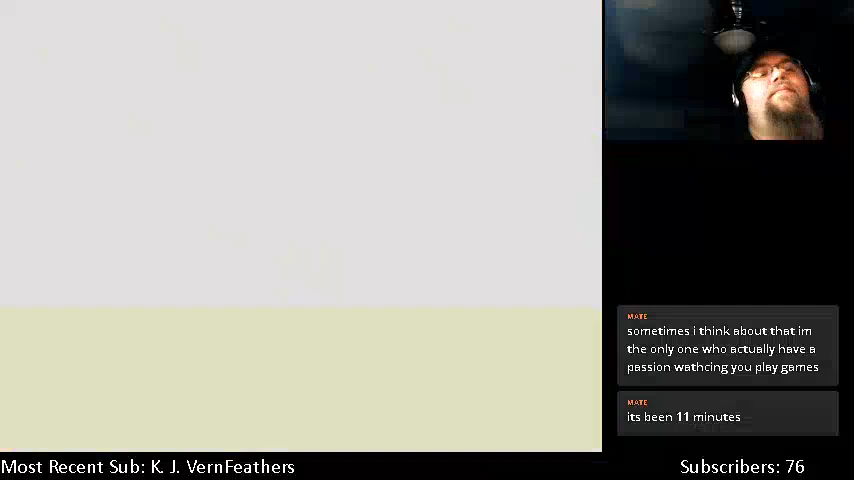 MATE
sometimes i think about that im
the only one who actually have a
passion wathcing you play games
MATE
its been 11 minutes
Most Recent Sub: K. J. VernFeathers
Subscribers: 76